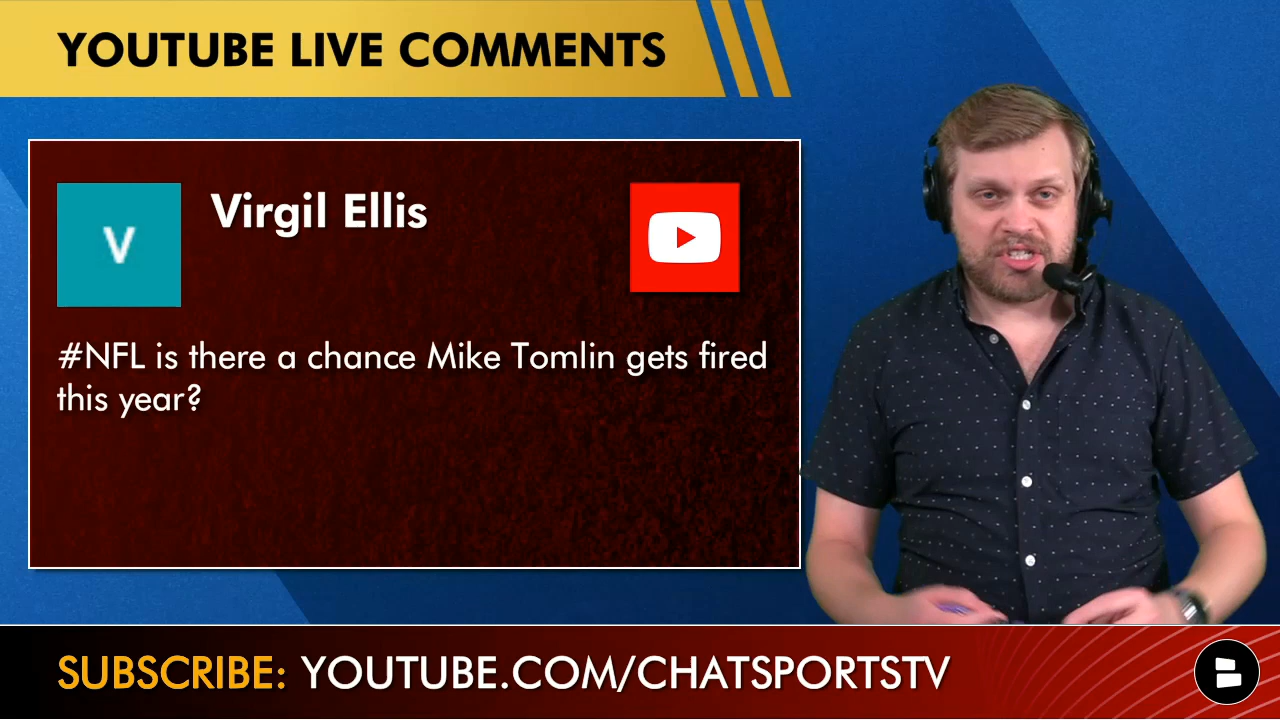 YOUTUBE LIVE COMMENTS
V
Virgil Ellis
#NFL is there a chance Mike Tomlin gets fired
this year?
SUBSCRIBE: YOUTUBE.COM/CHATSPORTSTV